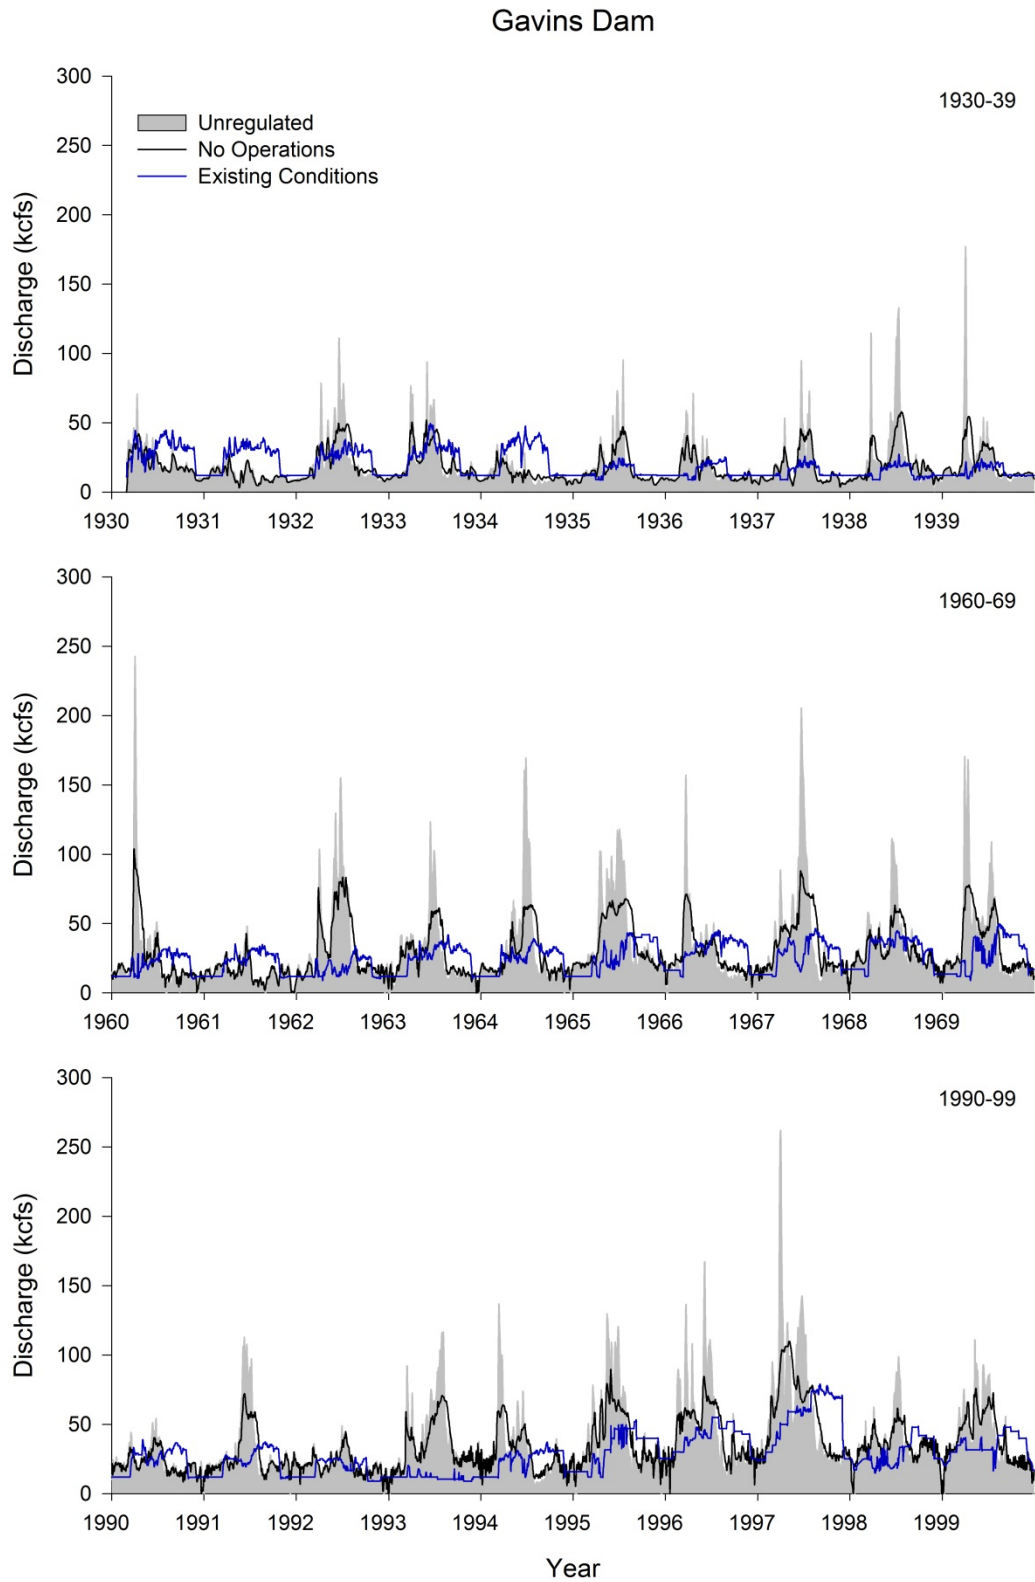 Gavins Dam
1930-39
Unregulated
No Operations
Existing Conditions
Discharge (kcfs)
300
250
200
150
100
50
0
1930 1931 1932 1933 1934 1935 1936 1937 1938 1939
1960-69
Discharge (kcfs)
300
250
200
150
100
50
0
1960 1961 1962 1963 1964 1965 1966 1967 1968 1969
1990-99
Discharge (kcfs)
300
250
200
150
100
50
0
1990 1991 1992 1993 1994 1995 1996 1997 1998 1999
Year